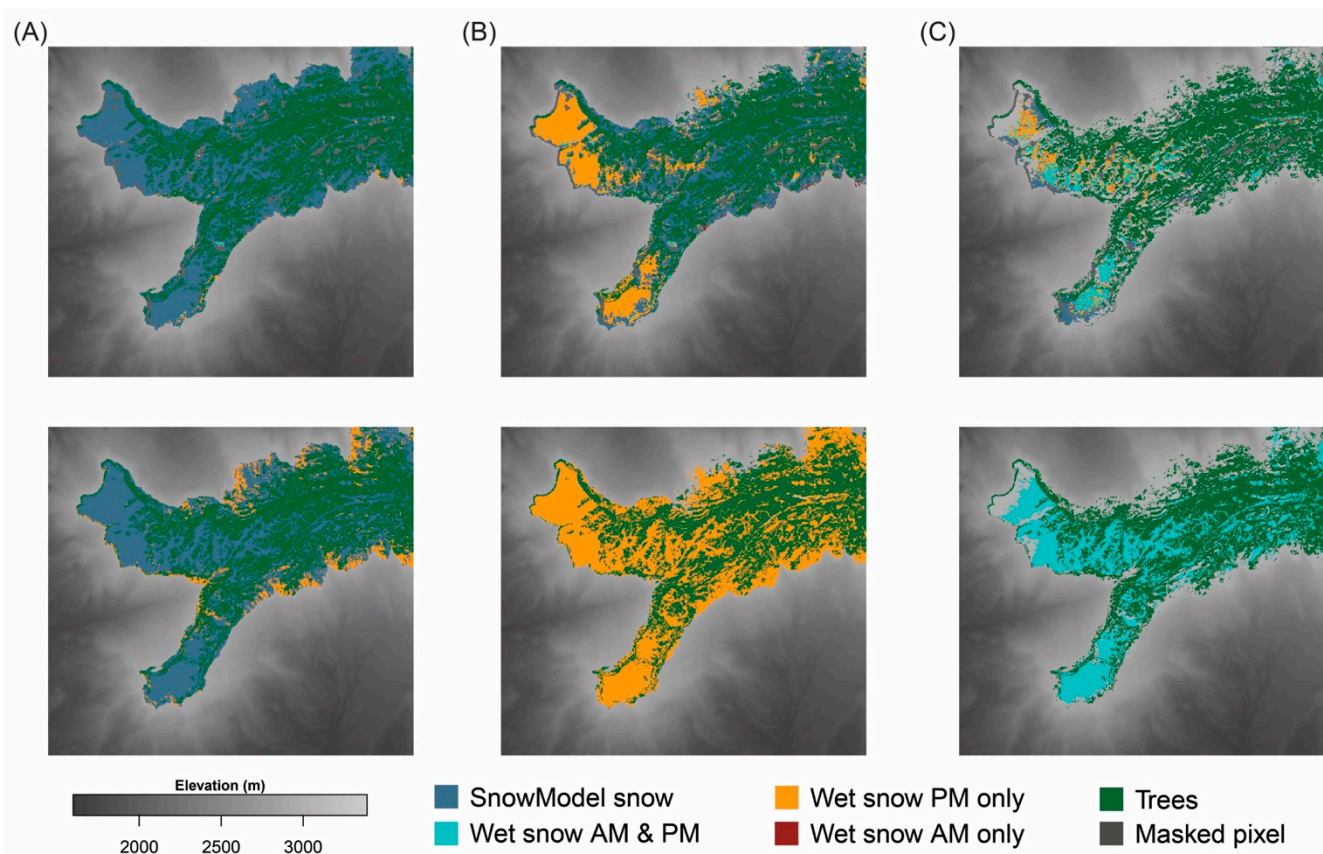 (A) (B) (C)
Elevation (m)
2000 2500 3000
SnowModel snow
Wet snow AM & PM
Wet snow PM only
Wet snow AM only
Trees
Masked pixel